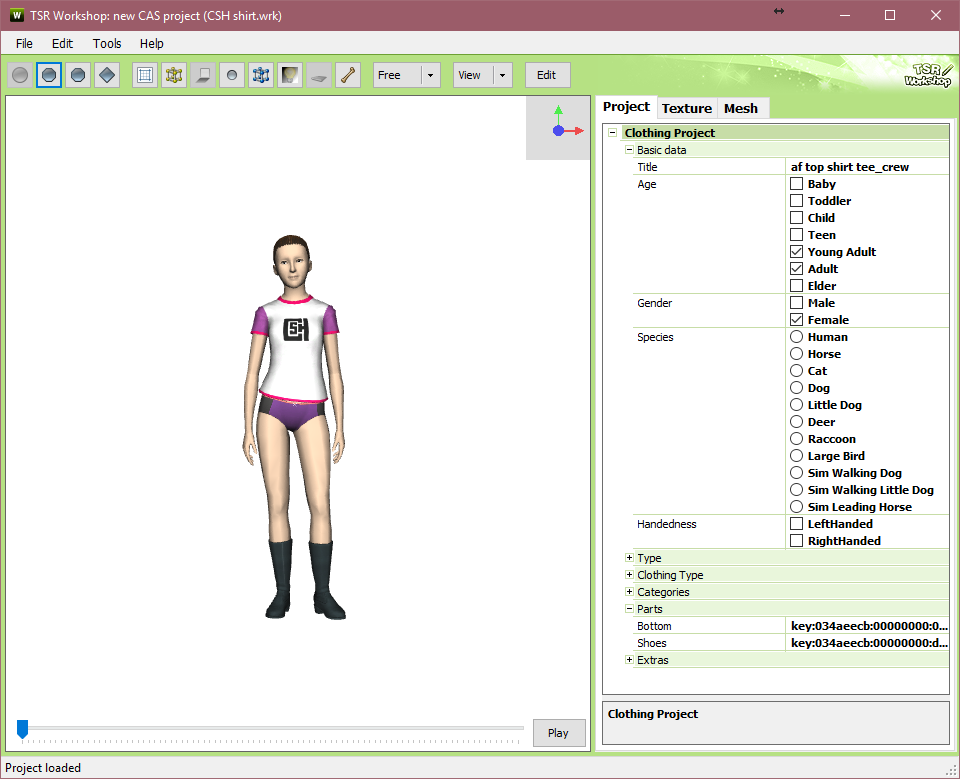 TSR Workshop: new CAS project (CSH shirt.wrk)
File Edit Tools Help
Free View Edit
TSR Workshop
Project Texture Mesh
Clothing Project
Basic data
Title af top shirt tee_crew
Age Baby
Toddler
Child
Teen
Young Adult
Adult
Elder
Gender Male
Female
Species Human
Horse
Cat
Dog
Little Dog
Deer
Raccoon
Large Bird
Sim Walking Dog
Sim Walking Little Dog
Sim Leading Horse
Handedness LeftHanded
RightHanded
Type
Clothing Type
Categories
Parts
Bottom key:034aeecb:00000000:0...
Shoes key:034aeecb:00000000:d...
Extras
CSH
Clothing Project
Play
Project loaded